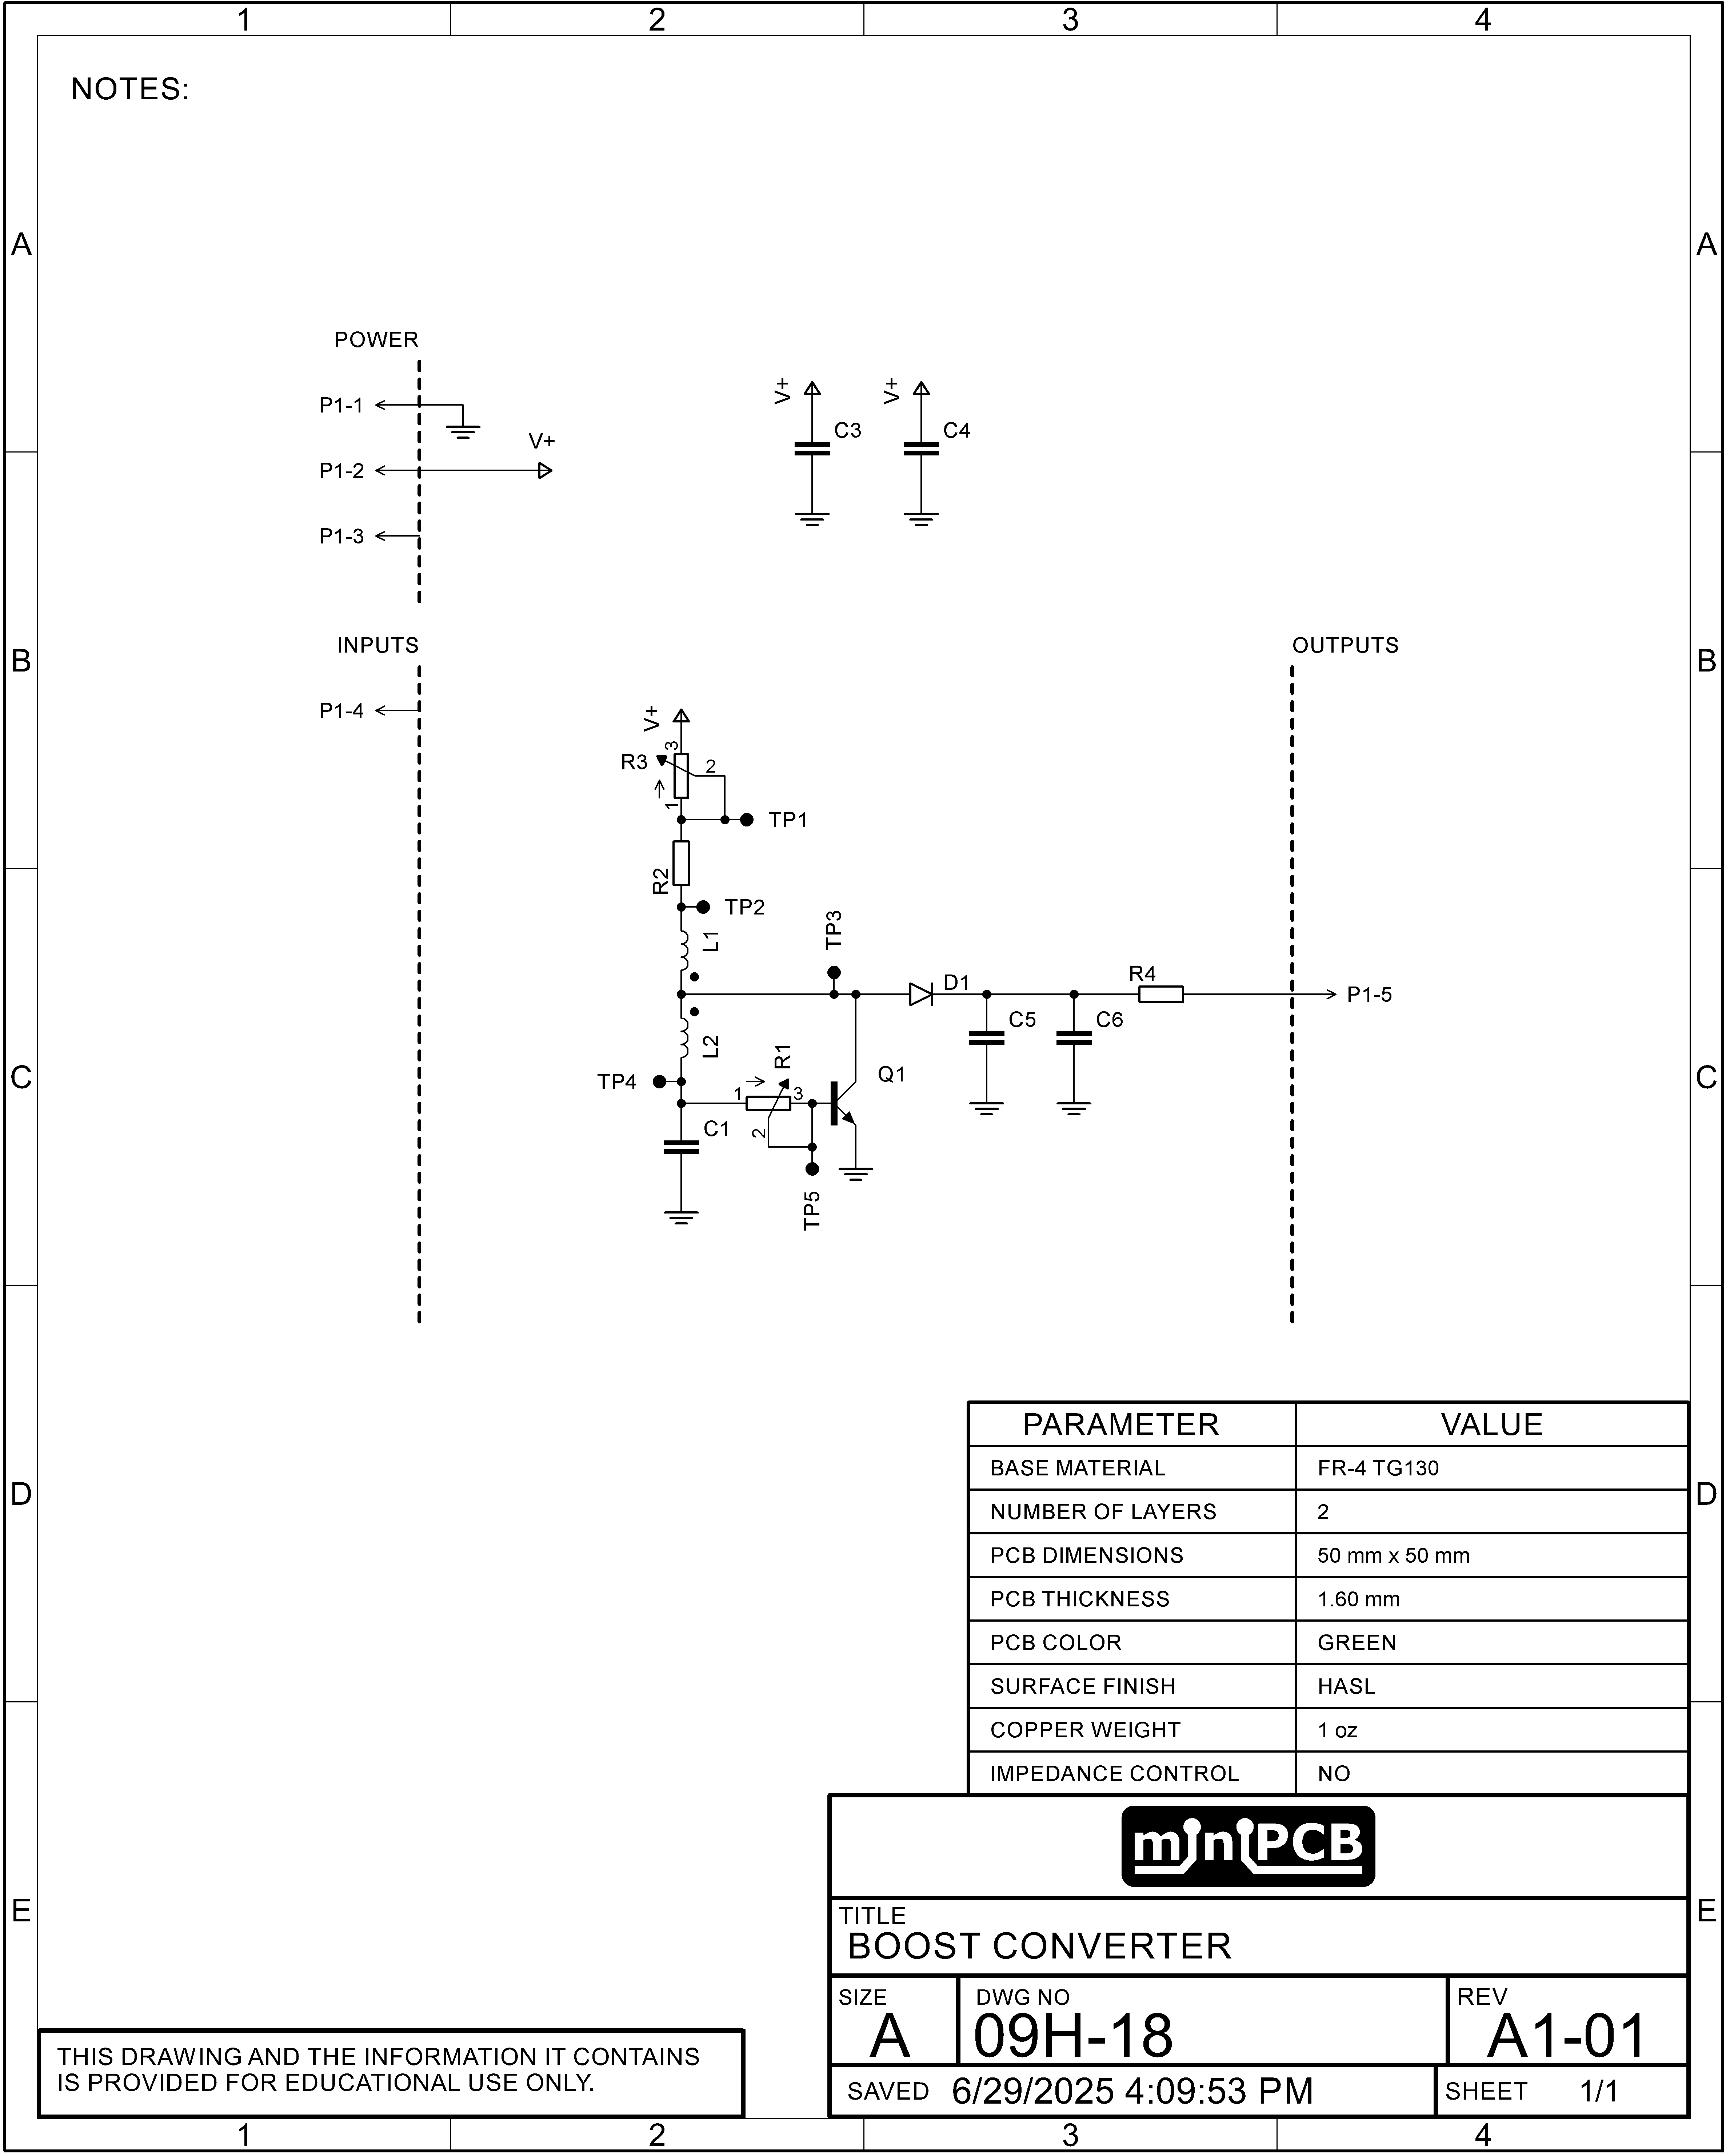 1 2 3 4
NOTES:
A A
POWER
P1-1
V+
P1-2
P1-3
V+ V+
C3 C4
INPUTS OUTPUTS
B B
P1-4
V+
3
R3 2
1
TP1
R2
TP2
L1
TP3
D1
R4
P1-5
C5 C6
L2
R1
TP4
1 3
2
Q1
C C
C1
TP5
PARAMETER VALUE
BASE MATERIAL FR-4 TG130
D D
NUMBER OF LAYERS 2
PCB DIMENSIONS 50 mm x 50 mm
PCB THICKNESS 1.60 mm
PCB COLOR GREEN
SURFACE FINISH HASL
COPPER WEIGHT 1 oz
IMPEDANCE CONTROL NO
miniPCB
E E
TITLE
BOOST CONVERTER
SIZE DWG NO REV
A 09H-18 A1-01
SAVED 6/29/2025 4:09:53 PM SHEET 1/1
THIS DRAWING AND THE INFORMATION IT CONTAINS
IS PROVIDED FOR EDUCATIONAL USE ONLY.
1 2 3 4